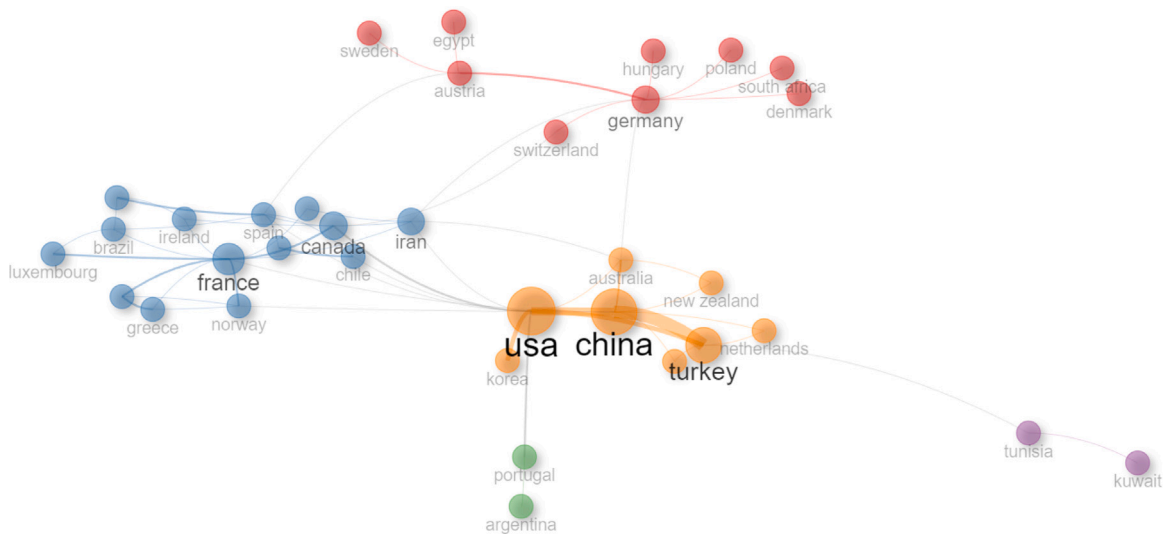 egypt
sweden
hungary
poland
austria
south africa
germany
denmark
switzerland
ireland
spain
brazil
canada
iran
luxembourg
france
chile
australia
new zealand
greece
norway
usa
china
netherlands
korea
turkey
portugal
tunisia
kuwait
argentina